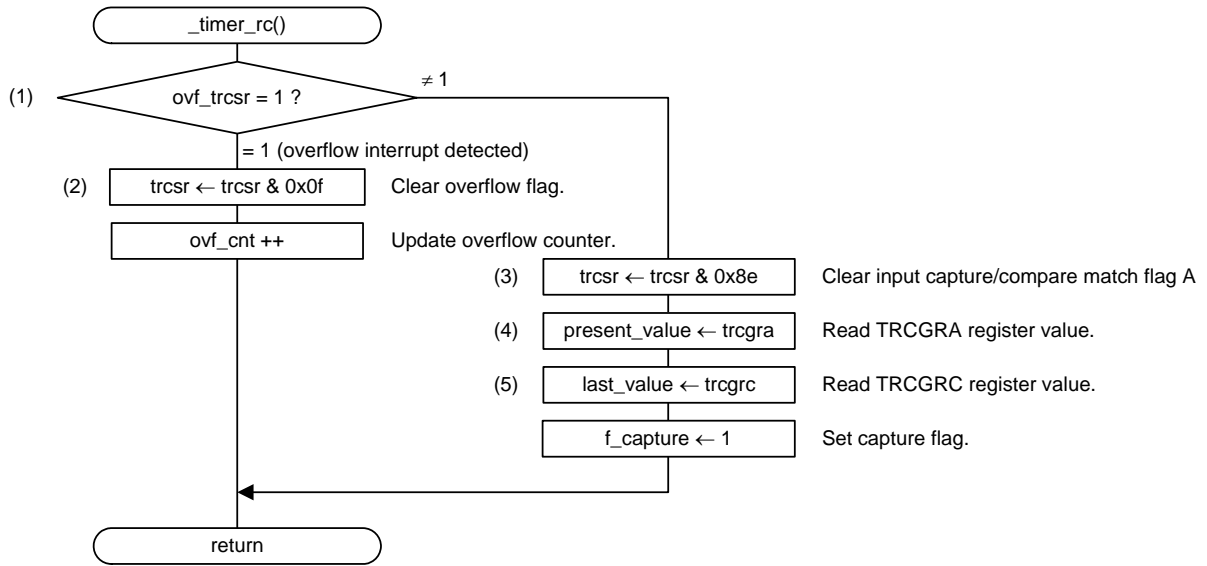 _timer_rc()
≠ 1
(1)
ovf_trcsr = 1 ?
= 1 (overflow interrupt detected)
(2)
trcsr ← trcsr & 0x0f
Clear overflow flag.
ovf_cnt ++
Update overflow counter.
(3)
trcsr ← trcsr & 0x8e
Clear input capture/compare match flag A
(4)
present_value ← trcgra
Read TRCGRA register value.
(5)
last_value ← trcgrc
Read TRCGRC register value.
f_capture ← 1
Set capture flag.
return